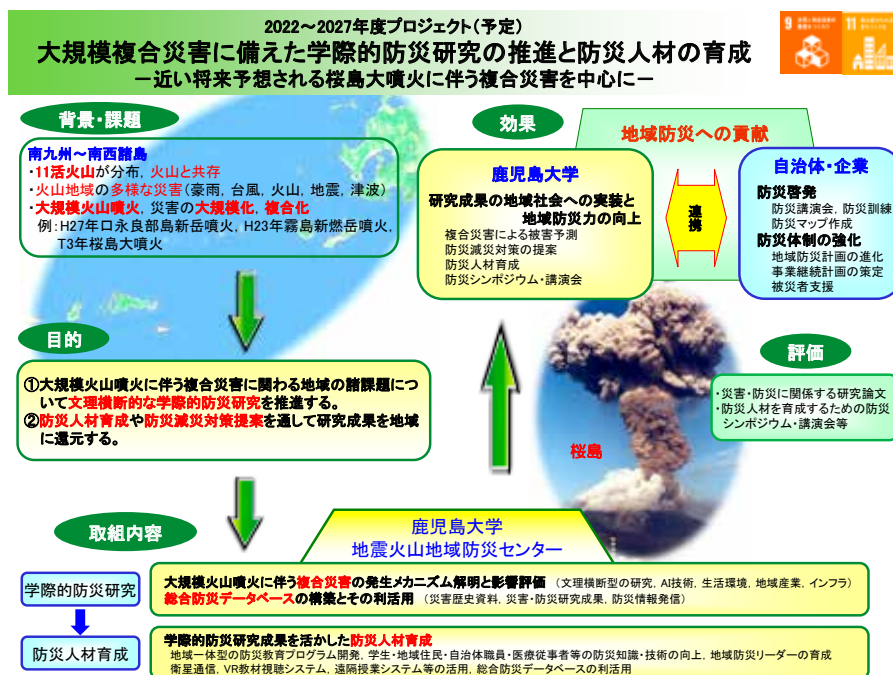 2022～2027年度プロジェクト(予定)
大規模複合災害に備えた学際的防災研究の推進と防災人材の育成
－近い将来予想される桜島大噴火に伴う複合災害を中心に－
9
11
背景・課題
南九州～南西諸島
・11活火山が分布, 火山と共存
・火山地域の多様な災害(豪雨, 台風, 火山, 地震, 津波)
・大規模火山噴火, 災害の大規模化, 複合化
例:H27年口永良部島新岳噴火, H23年霧島新燃岳噴火,
T3年桜島大噴火
目的
①大規模火山噴火に伴う複合災害に関わる地域の諸課題につ
いて文理横断的な学際的防災研究を推進する。
②防災人材育成や防災減災対策提案を通して研究成果を地域
に還元する。
効果
地域防災への貢献
鹿児島大学
研究成果の地域社会への実装と
地域防災力の向上
複合災害による被害予測
防災減災対策の提案
防災人材育成
防災シンポジウム・講演会
連携
自治体・企業
防災啓発
防災講演会, 防災訓練
防災マップ作成
防災体制の強化
地域防災計画の進化
事業継続計画の策定
被災者支援
評価
・災害・防災に関係する研究論文
・防災人材を育成するための防災
シンポジウム・講演会等
桜島
取組内容
鹿児島大学
地震火山地域防災センター
学際的防災研究
大規模火山噴火に伴う複合災害の発生メカニズム解明と影響評価 (文理横断型の研究, AI技術, 生活環境, 地域産業, インフラ)
総合防災データベースの構築とその利活用 (災害歴史資料, 災害・防災研究成果, 防災情報発信)
防災人材育成
学際的防災研究成果を活かした防災人材育成
地域一体型の防災教育プログラム開発, 学生・地域住民・自治体職員・医療従事者等の防災知識・技術の向上, 地域防災リーダーの育成
衛星通信, VR教材視聴システム, 遠隔授業システム等の活用, 総合防災データベースの利活用